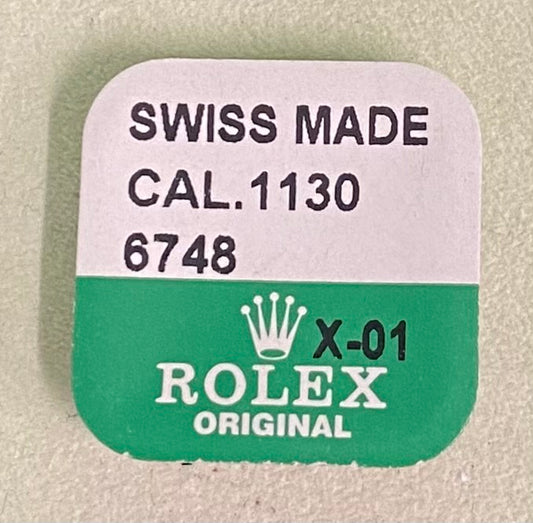 SWISS MADE
CAL.1130
6748
X-01
ROLEX
ORIGINAL